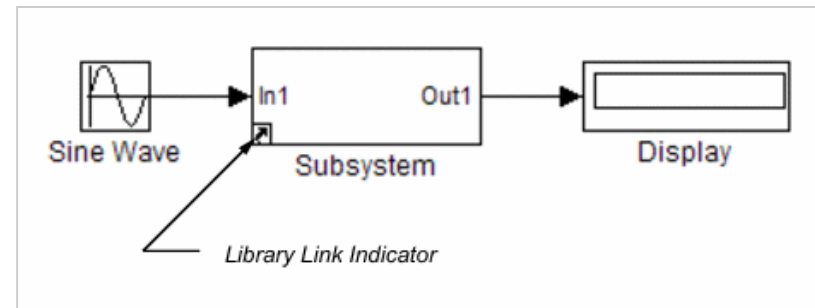 In1
Out1
Sine Wave
Subsystem
Display
Library Link Indicator